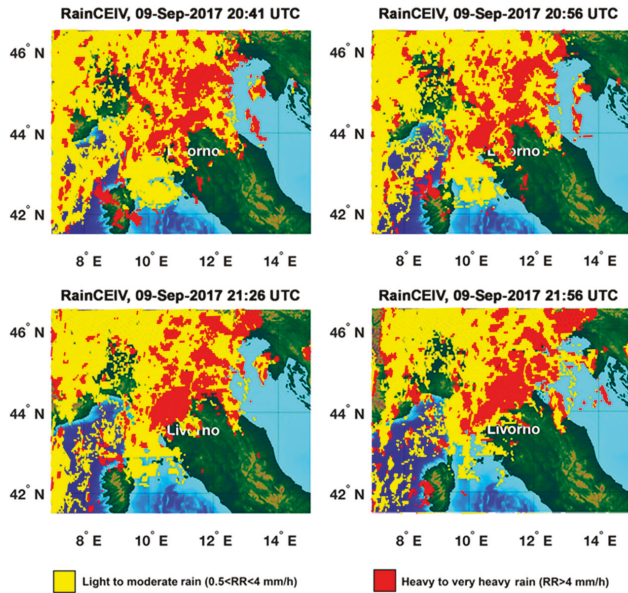 RainCEIV, 09-Sep-2017 20:41 UTC
RainCEIV, 09-Sep-2017 20:56 UTC
46° N
44° N
42° N
Livorno
8° E
10° E
12° E
14° E
46° N
44° N
42° N
Livorno
8° E
10° E
12° E
14° E
RainCEIV, 09-Sep-2017 21:26 UTC
RainCEIV, 09-Sep-2017 21:56 UTC
46° N
44° N
42° N
Livorno
8° E
10° E
12° E
14° E
46° N
44° N
42° N
Livorno
8° E
10° E
12° E
14° E
Light to moderate rain (0.5<RR<4 mm/h)
Heavy to very heavy rain (RR>4 mm/h)